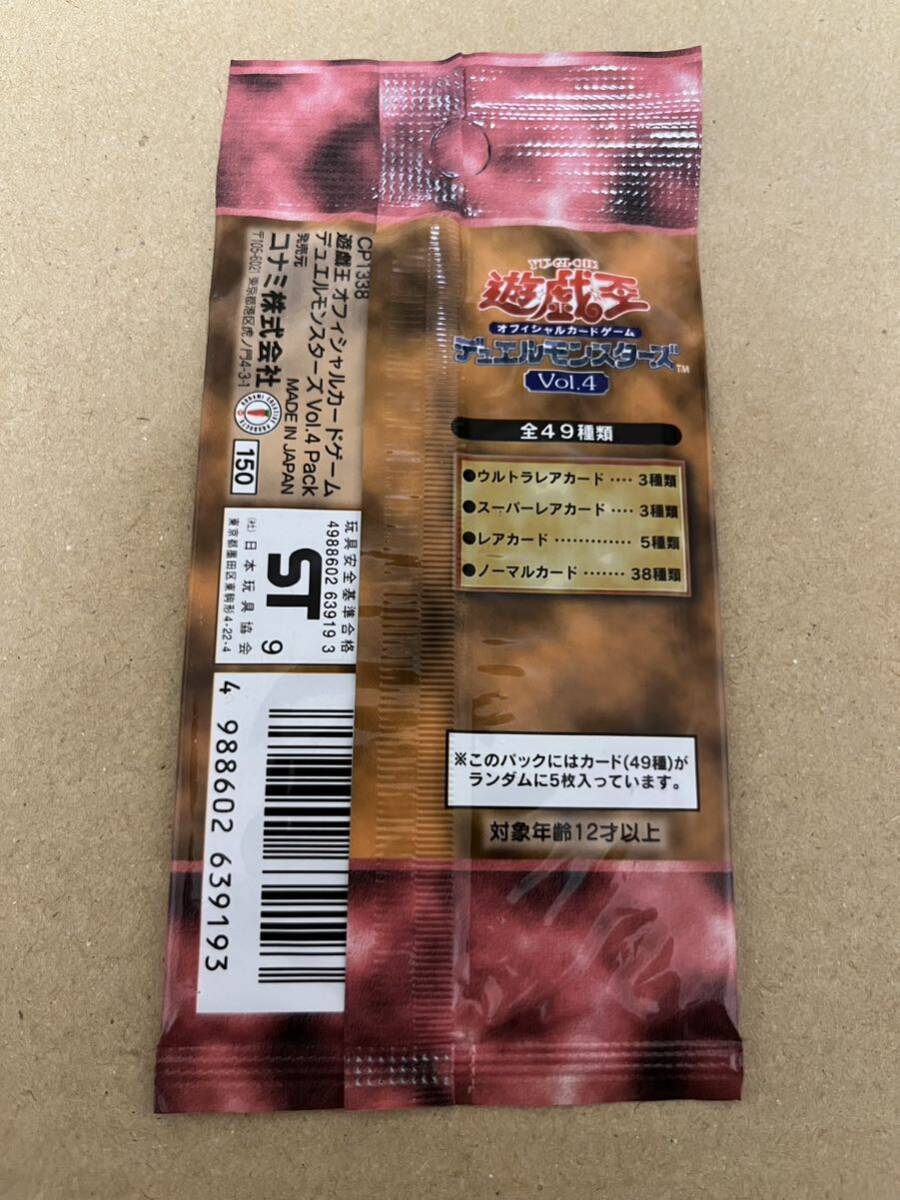 YU-GI-OH
遊戯王
オフィシャルカードゲーム
デュエルモンスターズ™
Vol.4
全49種類
●ウルトラレアカード‥‥3種類
●スーパーレアカード‥‥3種類
●レアカード…………… 5種類
●ノーマルカード……… 38種類
※このパックにはカード(49種)が
ランダムに5枚入っています。
対象年齢12才以上
CP1338
遊戯王 オフィシャルカードゲーム
デュエルモンスターズ Vol.4 Pack
発売元 MADE IN JAPAN
コナミ株式会社
〒105-6021 東京都港区虎ノ門4-3-1
KONAMI CREATIVE PRODUCTS
150
玩具安全基準合格
4988602 63919 3
ST 9
(社)日本玩具協会
東京都墨田区東駒形4-22-4
4 988602 639193